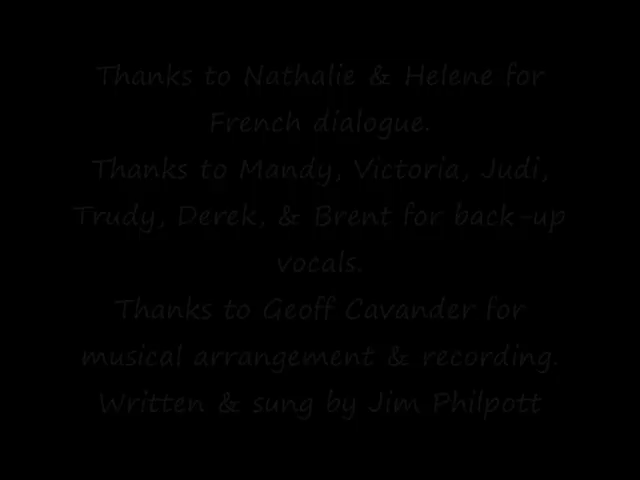 Thanks to Nathalie & Helene for
French dialogue.
Thanks to Mandy, Victoria, Judi,
Trudy, Derek, & Brent for back-up
vocals.
Thanks to Geoff Cavander for
musical arrangement & recording.
Written & sung by Jim Philpott